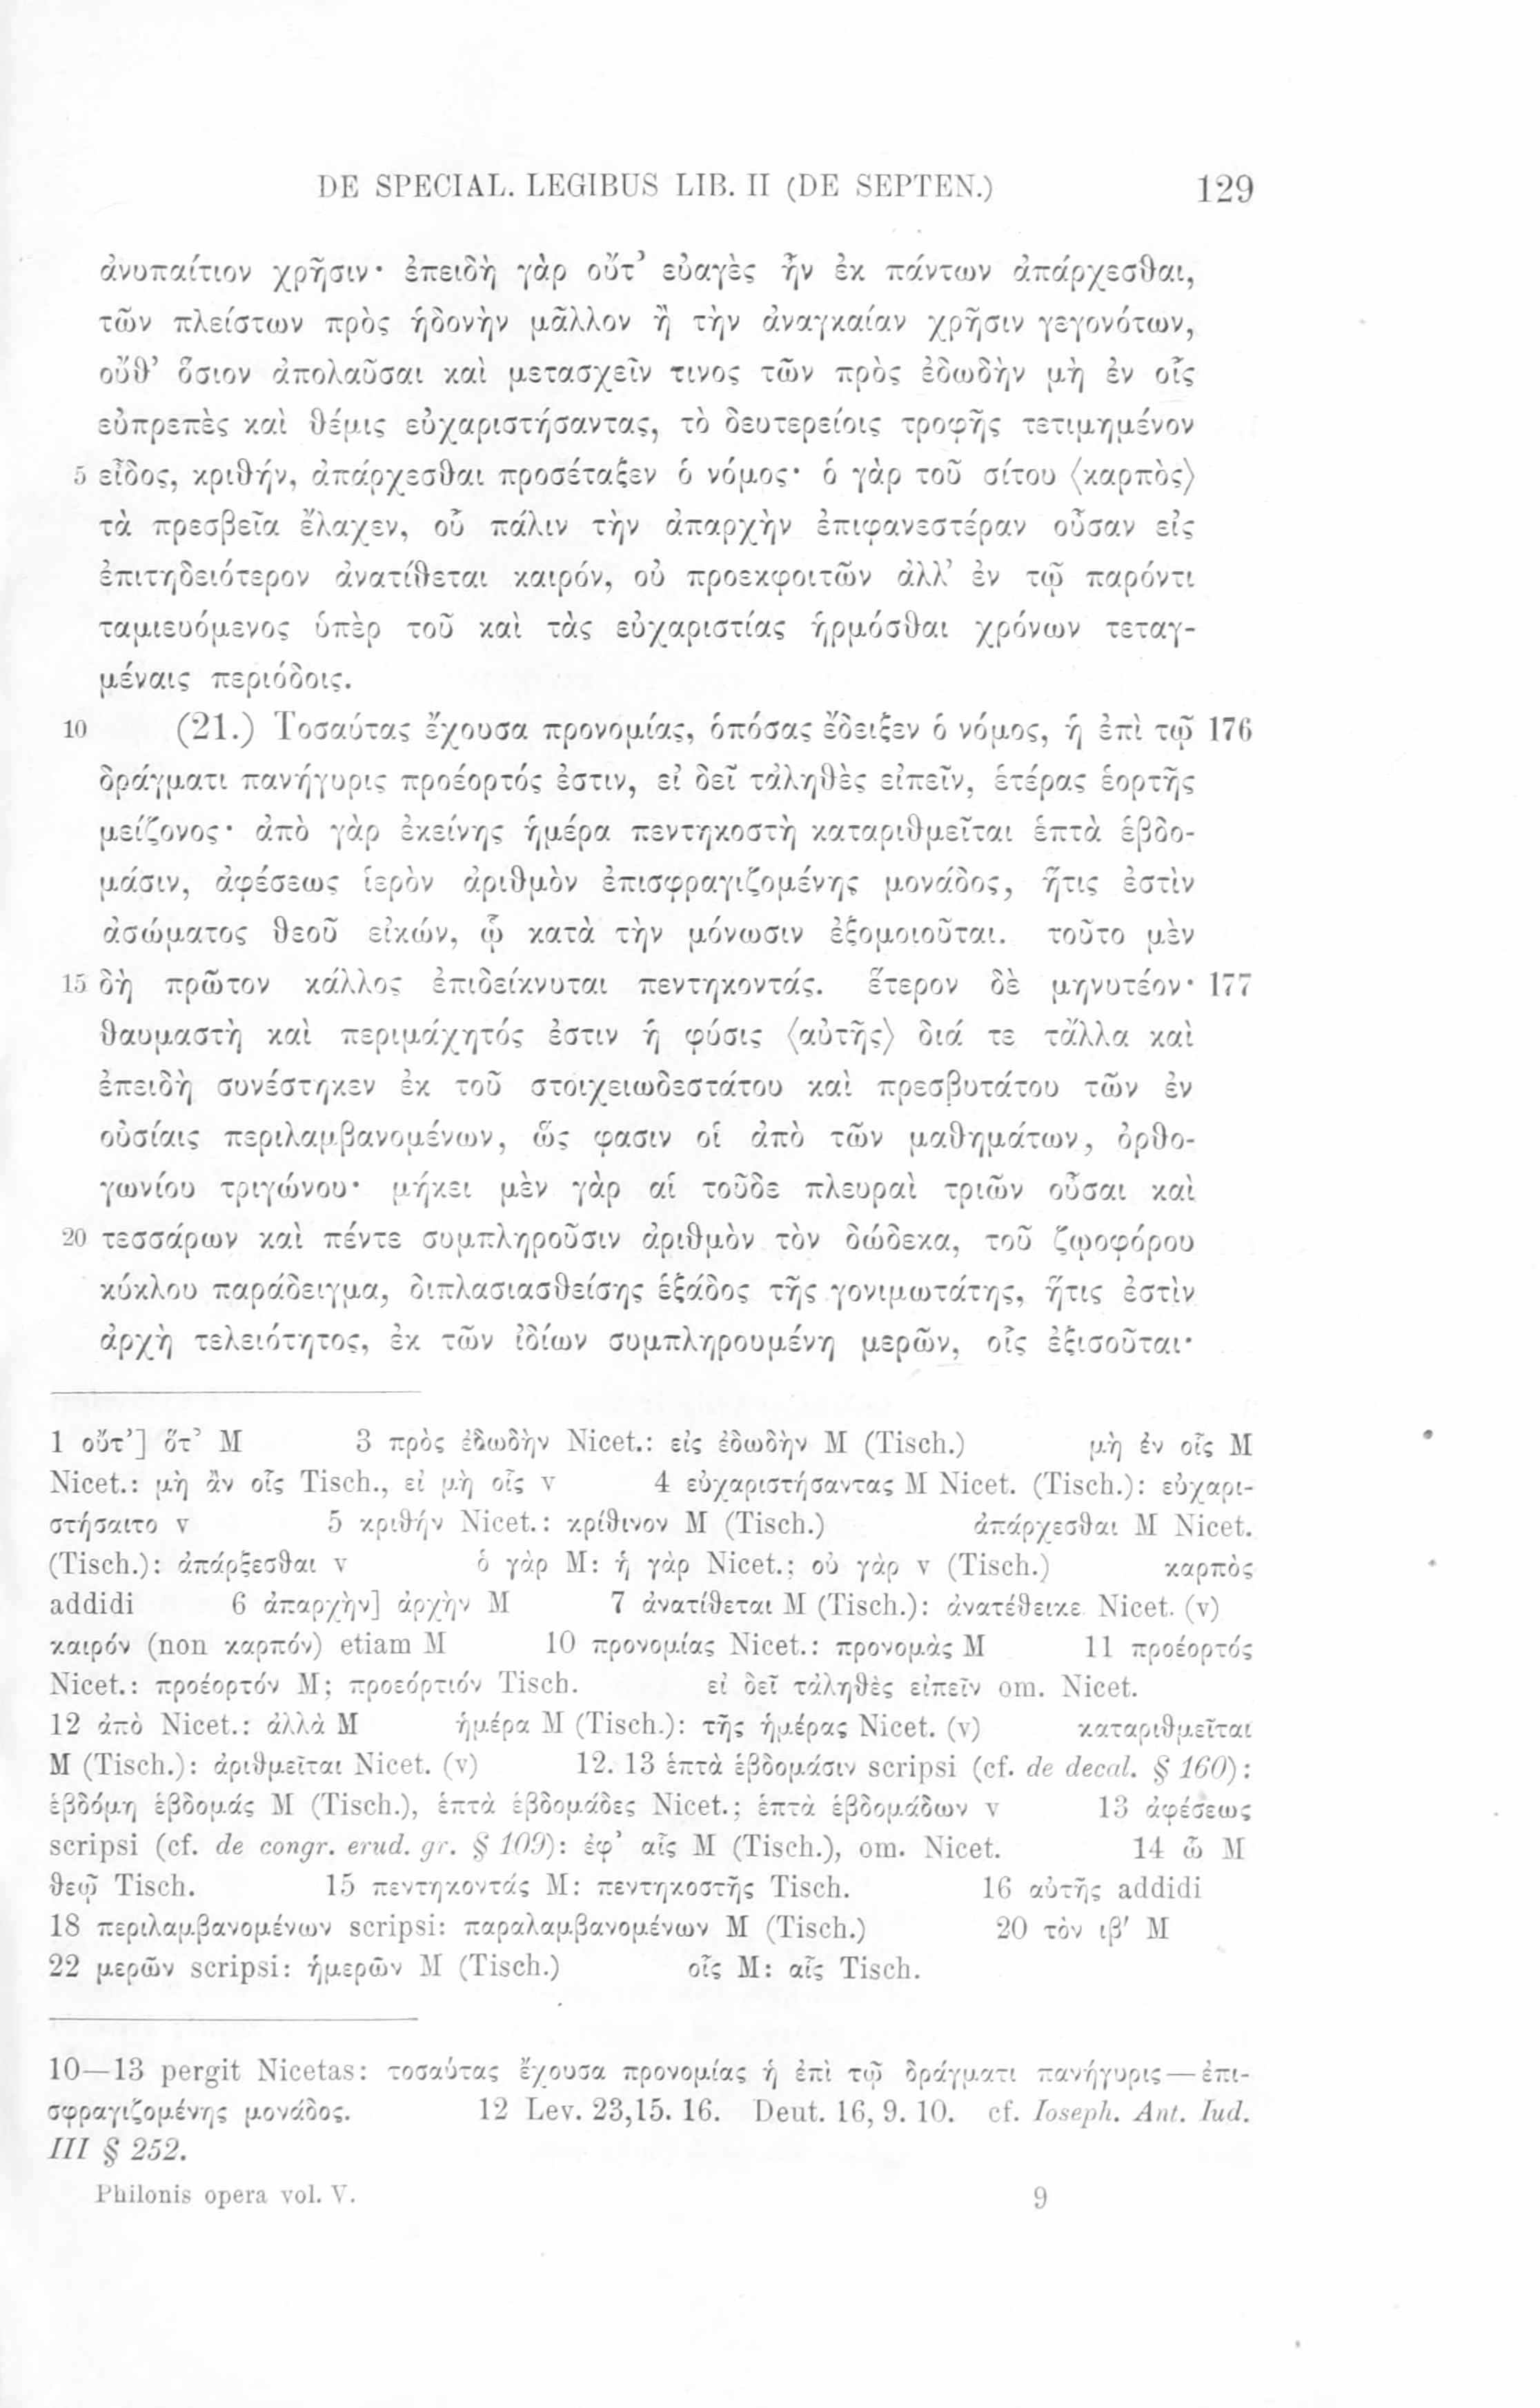 DE SPECIAL. LEGIBUS LIB. II (DE SEPTEN.) 129
ἀνυπαίτιον χρῆσιν· ἐπειδὴ γὰρ οὔτ’ εὐαγὲς ἦν ἐκ πάντων ἀπάρχεσθαι,
τῶν πλείστων πρὸς ἡδονὴν μᾶλλον ἢ τὴν ἀναγκαίαν χρῆσιν γεγονότων,
οὔθ’ ὅσιον ἀπολαῦσαι καὶ μετασχεῖν τινος τῶν πρὸς ἐδωδὴν μὴ ἐν οἷς
εὐπρεπὲς καὶ θέμις εὐχαριστήσαντας, τὸ δευτερείοις τροφῆς τετιμημένον
5 εἶδος, κριθήν, ἀπάρχεσθαι προσέταξεν ὁ νόμος· ὁ γὰρ τοῦ σίτου ⟨καρπὸς⟩
τὰ πρεσβεῖα ἔλαχεν, οὗ πάλιν τὴν ἀπαρχὴν ἐπιφανεστέραν οὖσαν εἰς
ἐπιτηδειότερον ἀνατίθεται καιρόν, οὐ προεκφοιτῶν ἀλλ’ ἐν τῷ παρόντι
ταμιευόμενος ὑπὲρ τοῦ καὶ τὰς εὐχαριστίας ἡρμόσθαι χρόνων τεταγ-
μέναις περιόδοις.
10 (21.) Τοσαύτας ἔχουσα προνομίας, ὁπόσας ἔδειξεν ὁ νόμος, ἡ ἐπὶ τῷ 176
δράγματι πανήγυρις προέορτός ἐστιν, εἰ δεῖ τἀληθὲς εἰπεῖν, ἑτέρας ἑορτῆς
μείζονος· ἀπὸ γὰρ ἐκείνης ἡμέρα πεντηκοστὴ καταριθμεῖται ἑπτὰ ἑβδο-
μάσιν, ἀφέσεως ἱερὸν ἀριθμὸν ἐπισφραγιζομένης μονάδος, ἥτις ἐστὶν
ἀσώματος θεοῦ εἰκών, ᾧ κατὰ τὴν μόνωσιν ἐξομοιοῦται. τοῦτο μὲν
15 δὴ πρῶτον κάλλος ἐπιδείκνυται πεντηκοντάς. ἕτερον δὲ μηνυτέον· 177
θαυμαστὴ καὶ περιμάχητός ἐστιν ἡ φύσις ⟨αὐτῆς⟩ διά τε τἄλλα καὶ
ἐπειδὴ συνέστηκεν ἐκ τοῦ στοιχειωδεστάτου καὶ πρεσβυτάτου τῶν ἐν
οὐσίαις περιλαμβανομένων, ὥς φασιν οἱ ἀπὸ τῶν μαθημάτων, ὀρθο-
γωνίου τριγώνου· μήκει μὲν γὰρ αἱ τοῦδε πλευραὶ τριῶν οὖσαι καὶ
20 τεσσάρων καὶ πέντε συμπληροῦσιν ἀριθμὸν τὸν δώδεκα, τοῦ ζῳοφόρου
κύκλου παράδειγμα, διπλασιασθείσης ἑξάδος τῆς γονιμωτάτης, ἥτις ἐστὶν
ἀρχὴ τελειότητος, ἐκ τῶν ἰδίων συμπληρουμένη μερῶν, οἷς ἐξισοῦται·
1 οὔτ’] ὅτ’ M 3 πρὸς ἐδωδὴν Nicet.: εἰς ἐδωδὴν M (Tisch.) μὴ ἐν οἷς M
Nicet.: μὴ ἂν οἷς Tisch., εἰ μὴ οἷς v 4 εὐχαριστήσαντας M Nicet. (Tisch.): εὐχαρι-
στήσαιτο v 5 κριθήν Nicet.: κρίθινον M (Tisch.) ἀπάρχεσθαι M Nicet.
(Tisch.): ἀπάρξεσθαι v ὁ γὰρ M: ἡ γὰρ Nicet.; οὐ γὰρ v (Tisch.) καρπὸς
addidi 6 ἀπαρχὴν] ἀρχὴν M 7 ἀνατίθεται M (Tisch.): ἀνατέθεικε Nicet. (v)
καιρόν (non καρπόν) etiam M 10 προνομίας Nicet.: προνομὰς M 11 προέορτός
Nicet.: προέορτόν M; προεόρτιόν Tisch. εἰ δεῖ τἀληθὲς εἰπεῖν om. Nicet.
12 ἀπὸ Nicet.: ἀλλὰ M ἡμέρα M (Tisch.): τῆς ἡμέρας Nicet. (v) καταριθμεῖται
M (Tisch.): ἀριθμεῖται Nicet. (v) 12. 13 ἑπτὰ ἑβδομάσιν scripsi (cf. de decal. § 160):
ἑβδόμη ἑβδομάς M (Tisch.), ἑπτὰ ἑβδομάδες Nicet.; ἑπτὰ ἑβδομάδων v 13 ἀφέσεως
scripsi (cf. de congr. erud. gr. § 109): ἐφ’ αἷς M (Tisch.), om. Nicet. 14 ὦ M
θεῷ Tisch. 15 πεντηκοντάς M: πεντηκοστῆς Tisch. 16 αὐτῆς addidi
18 περιλαμβανομένων scripsi: παραλαμβανομένων M (Tisch.) 20 τὸν ιβ′ M
22 μερῶν scripsi: ἡμερῶν M (Tisch.) οἷς M: αἷς Tisch.
10—13 pergit Nicetas: τοσαύτας ἔχουσα προνομίας ἡ ἐπὶ τῷ δράγματι πανήγυρις — ἐπι-
σφραγιζομένης μονάδος. 12 Lev. 23,15. 16. Deut. 16, 9. 10. cf. Ioseph. Ant. Iud.
III § 252.
Philonis opera vol. V. 9